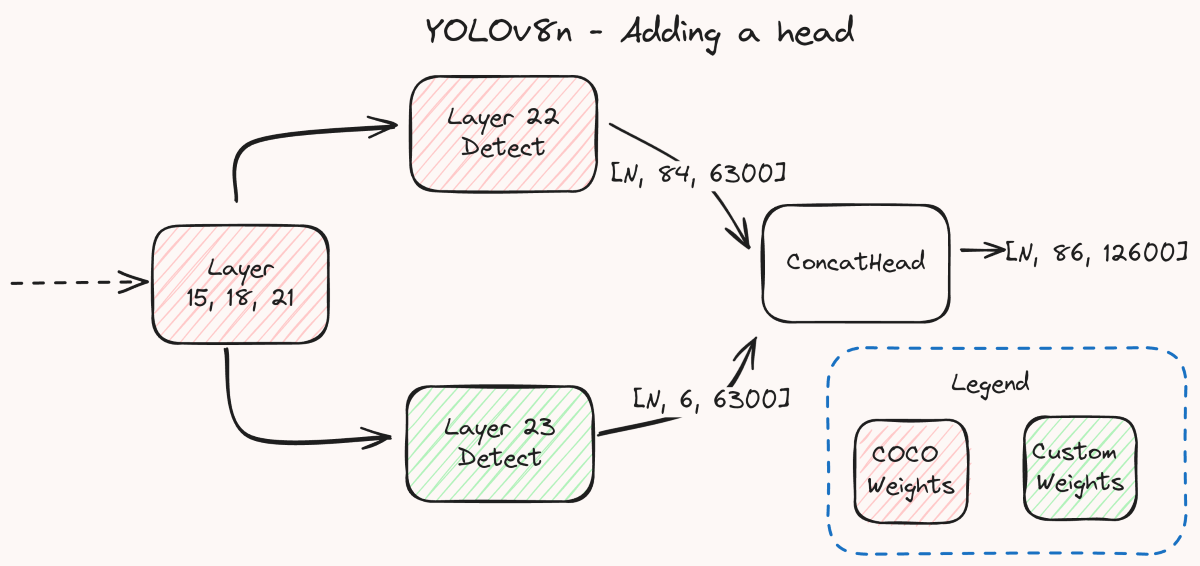 YOLOv8n - Adding a head
Layer 22
Detect
[N, 84, 6300]
Layer
15, 18, 21
ConcatHead
[N, 86, 12600]
Layer 23
Detect
[N, 6, 6300]
Legend
COCO
Weights
Custom
Weights